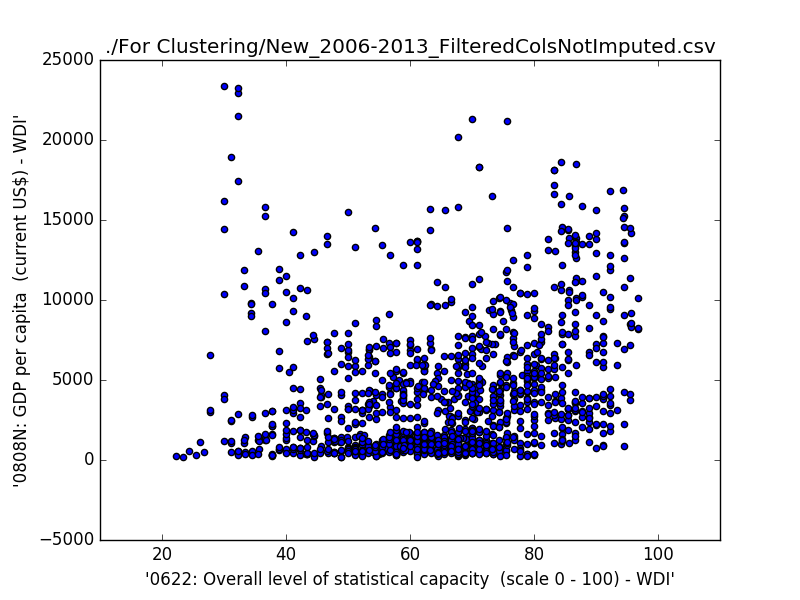 ./For Clustering/New_2006-2013_FilteredColsNotImputed.csv
25000
20000
15000
10000
5000
0
−5000
'0808N: GDP per capita  (current US$) - WDI'
20 40 60 80 100
'0622: Overall level of statistical capacity  (scale 0 - 100) - WDI'